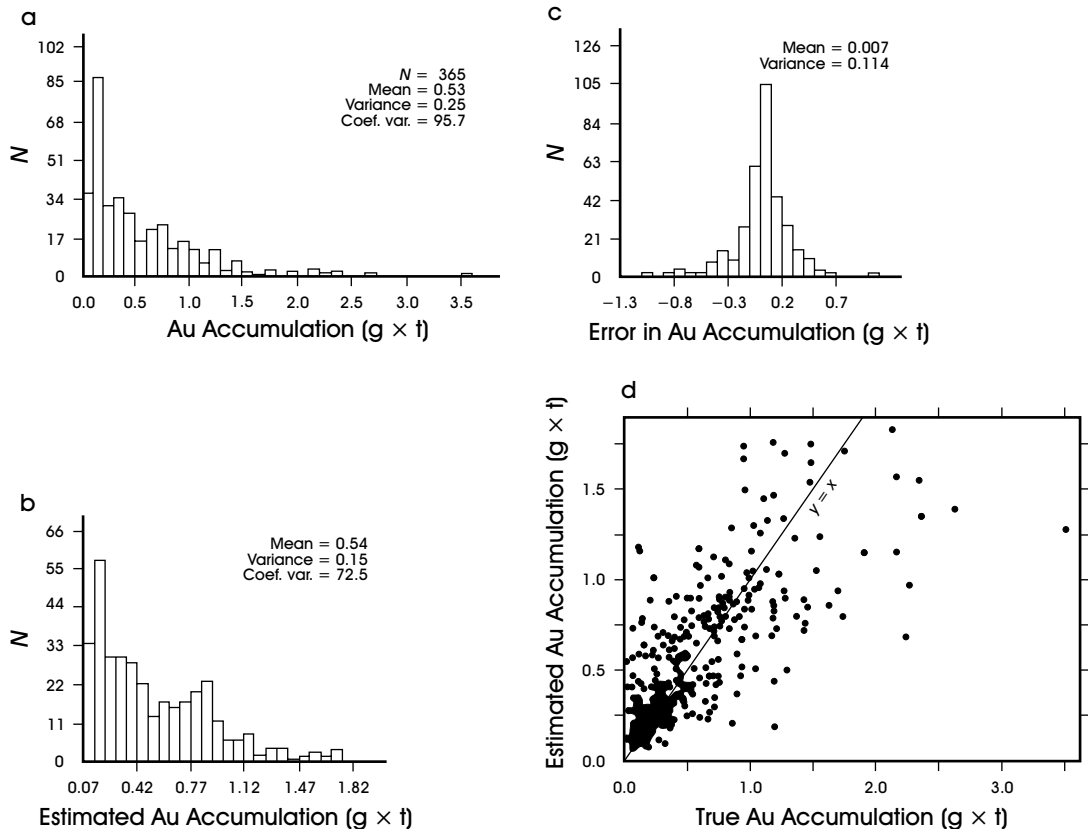 a
102
85
68
51
34
17
0
N
N = 365
Mean = 0.53
Variance = 0.25
Coef. var. = 95.7
0.0 0.5 1.0 1.5 2.0 2.5 3.0 3.5
Au Accumulation (g × t)
c
126
105
84
63
42
21
0
N
Mean = 0.007
Variance = 0.114
−1.3 −0.8 −0.3 0.2 0.7
Error in Au Accumulation (g × t)
b
66
55
44
33
22
11
0
N
Mean = 0.54
Variance = 0.15
Coef. var. = 72.5
0.07 0.42 0.77 1.12 1.47 1.82
Estimated Au Accumulation (g × t)
d
Estimated Au Accumulation (g × t)
1.5
1.0
0.5
0.0
y = x
0.0 1.0 2.0 3.0
True Au Accumulation (g × t)